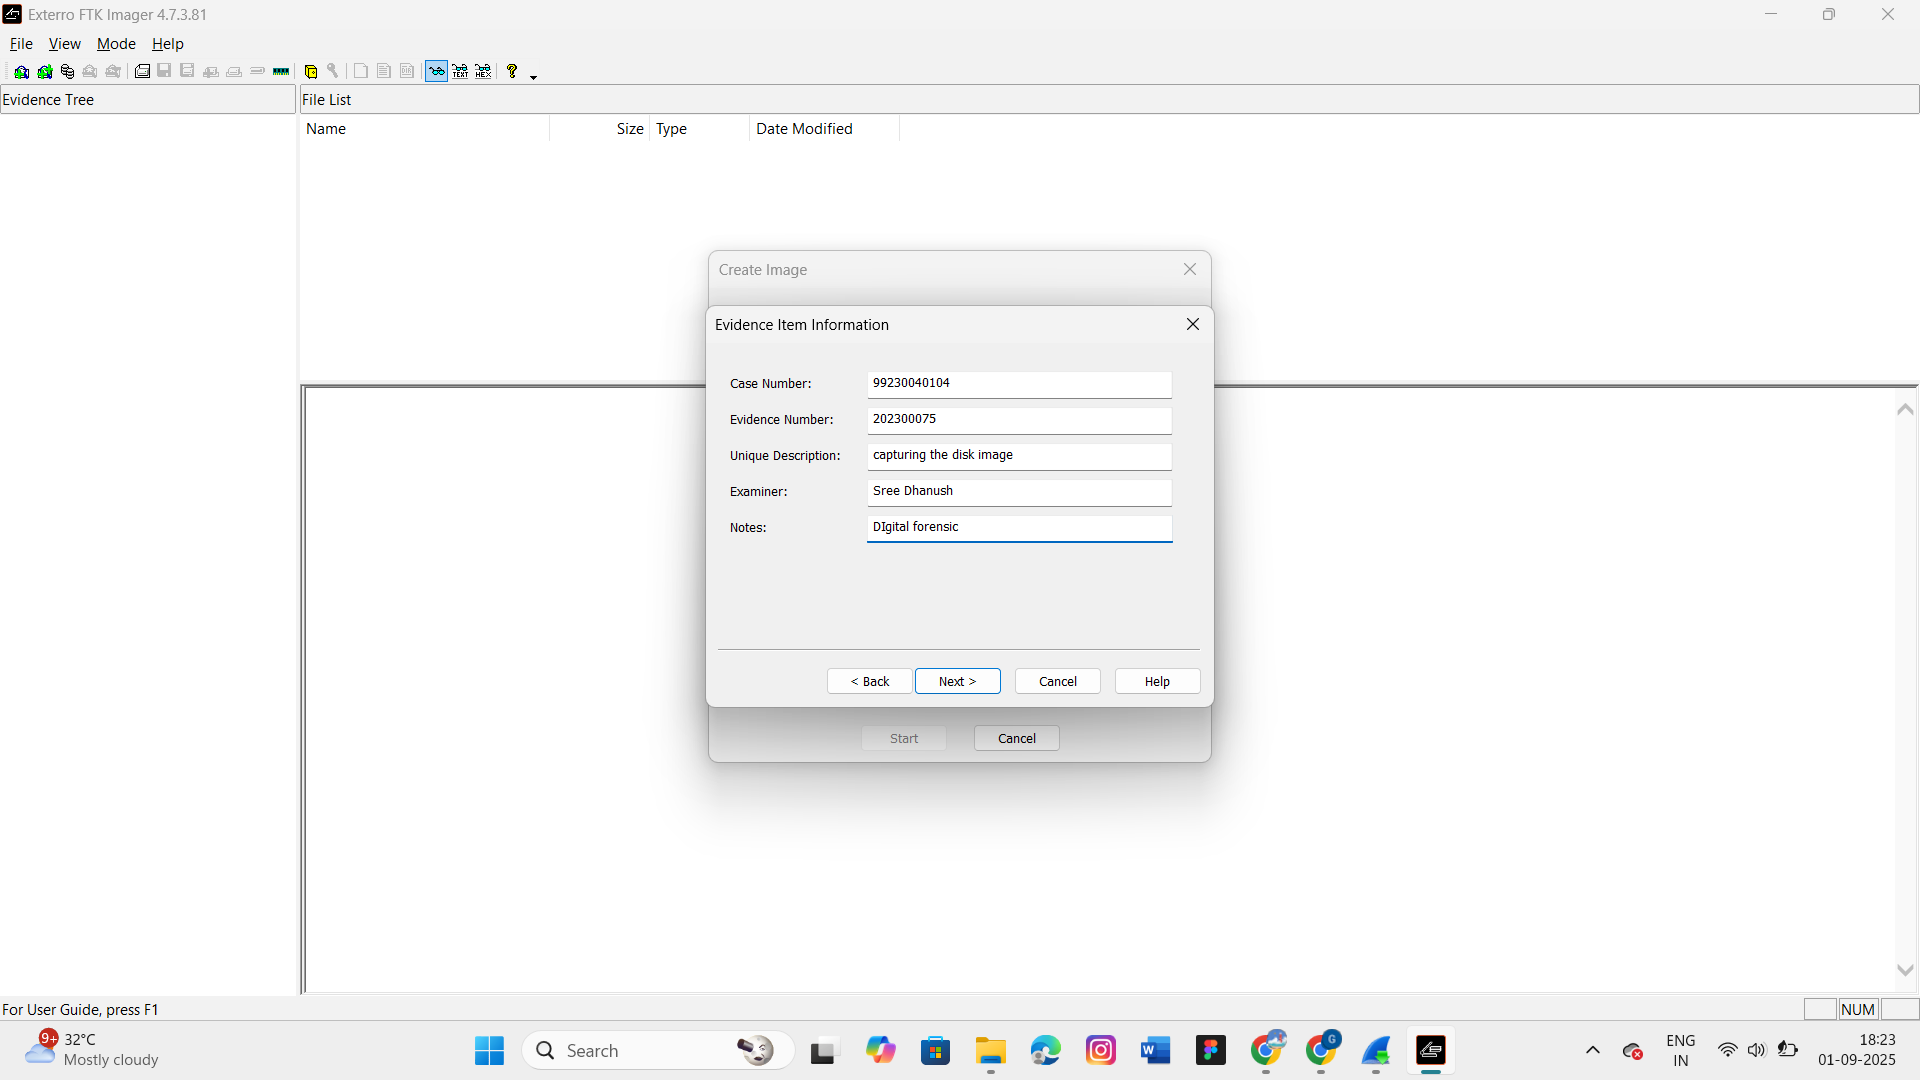 Exterro FTK Imager 4.7.3.81
File View Mode Help
TEXT HEX ?
Evidence Tree
File List
Name Size Type Date Modified
Create Image
Evidence Item Information
Case Number: 99230040104
Evidence Number: 202300075
Unique Description: capturing the disk image
Examiner: Sree Dhanush
Notes: DIgital forensic
< Back Next > Cancel Help
Start Cancel
For User Guide, press F1
NUM
9+ 32°C
Mostly cloudy
Search
W
G
ENG
IN
18:23
01-09-2025